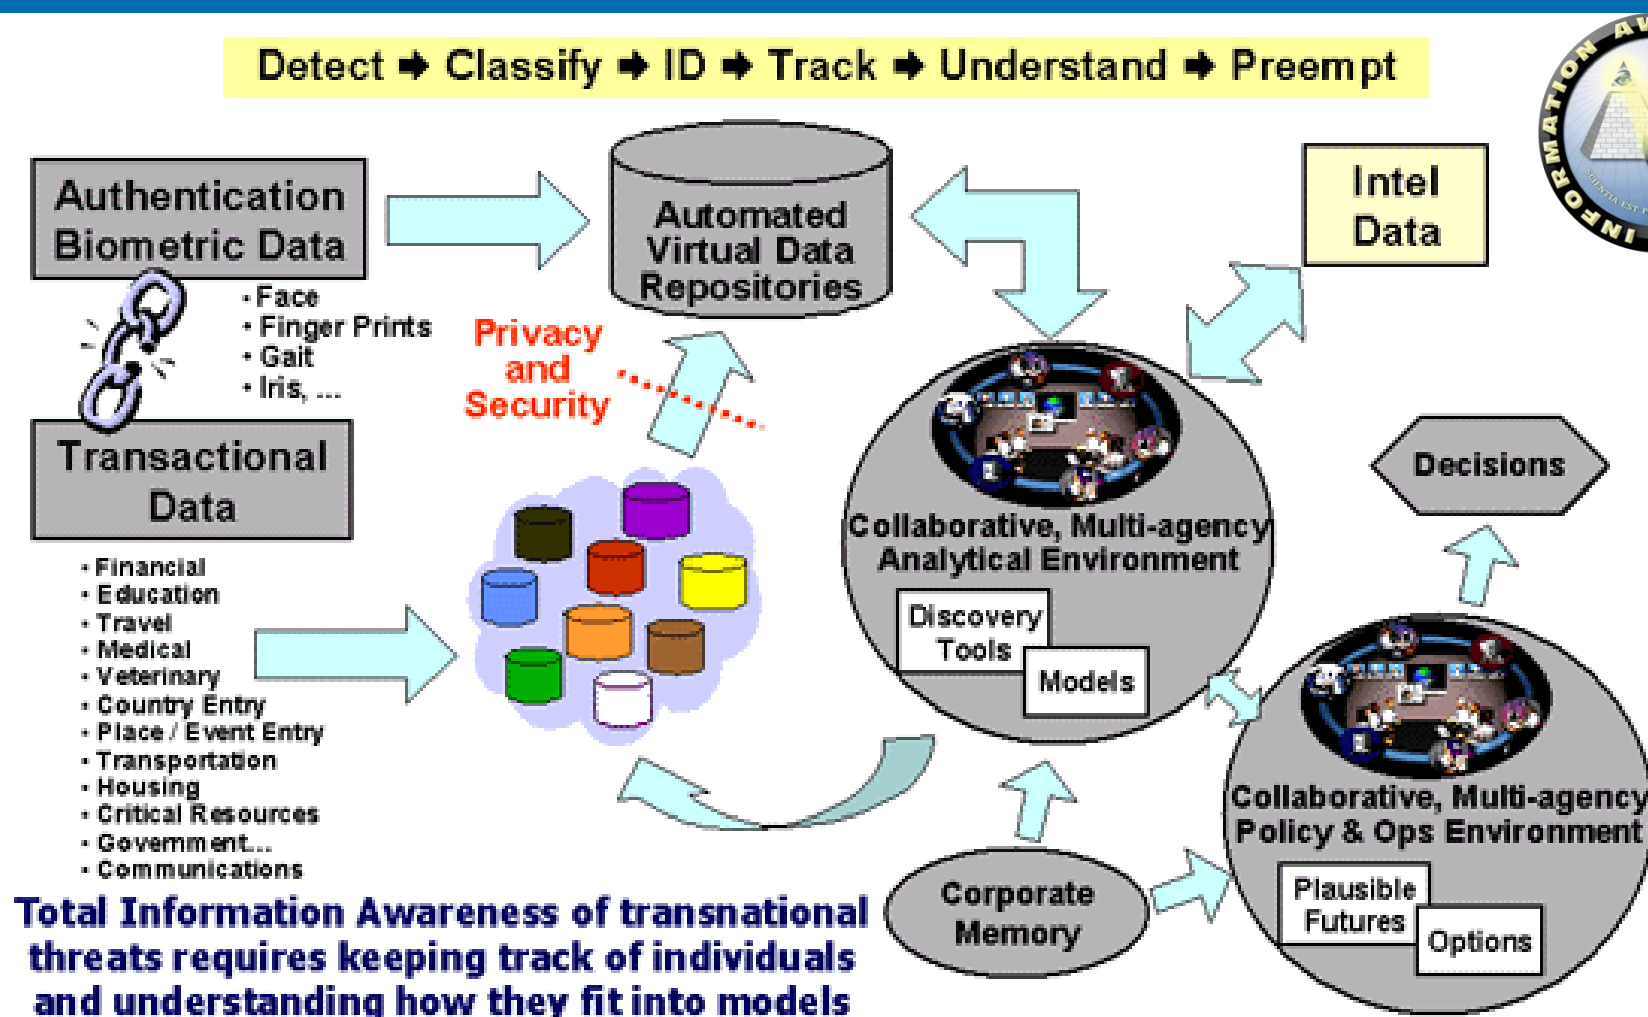 Detect ➡ Classify ➡ ID ➡ Track ➡ Understand ➡ Preempt
INFORMATION
SCIENTIA EST
Authentication
Biometric Data
• Face
• Finger Prints
• Gait
• Iris, ...
Transactional
Data
• Financial
• Education
• Travel
• Medical
• Veterinary
• Country Entry
• Place / Event Entry
• Transportation
• Housing
• Critical Resources
• Government...
• Communications
Automated
Virtual Data
Repositories
Privacy
and
Security
Intel
Data
Collaborative, Multi-agency
Analytical Environment
Discovery
Tools
Models
Decisions
Collaborative, Multi-agency
Policy & Ops Environment
Plausible
Futures
Options
Corporate
Memory
Total Information Awareness of transnational
threats requires keeping track of individuals
and understanding how they fit into models